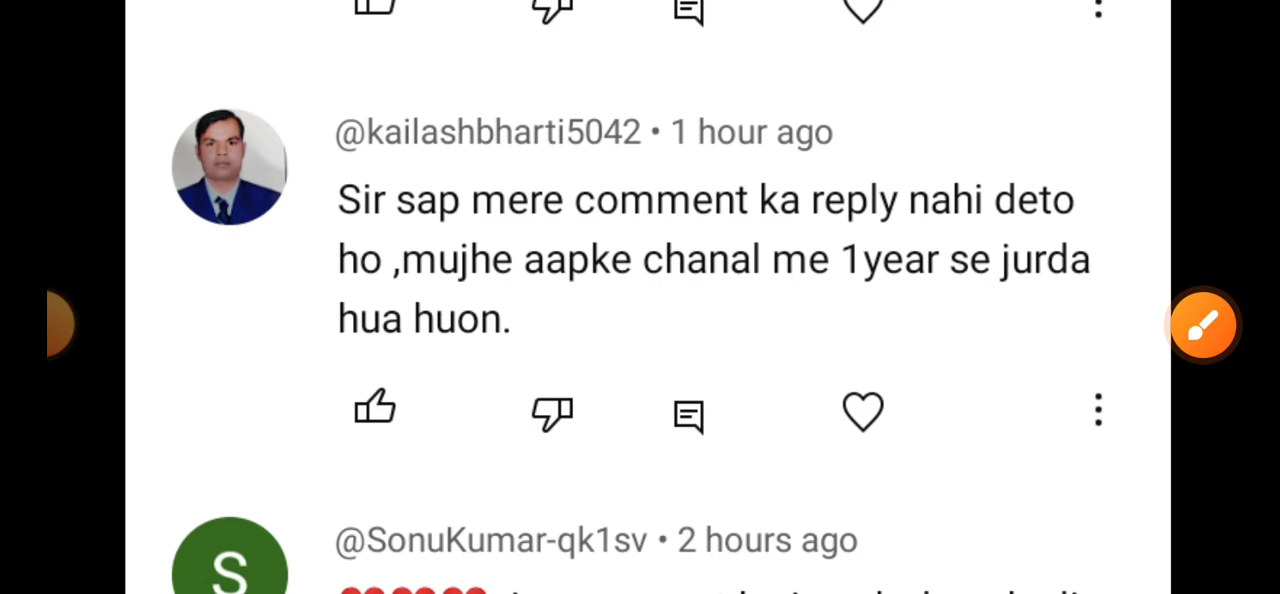 @kailashbharti5042 • 1 hour ago
Sir sap mere comment ka reply nahi deto
ho ,mujhe aapke chanal me 1year se jurda
hua huon.
S
@SonuKumar-qk1sv • 2 hours ago